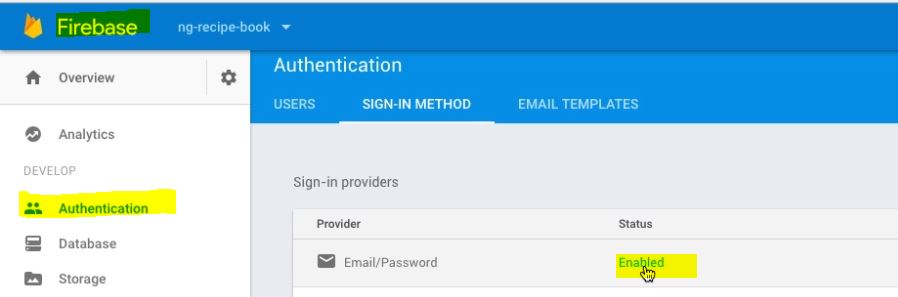 Firebase ng-recipe-book
Overview
Authentication
USERS SIGN-IN METHOD EMAIL TEMPLATES
Analytics
DEVELOP
Authentication
Database
Storage
Sign-in providers
Provider Status
Email/Password Enabled